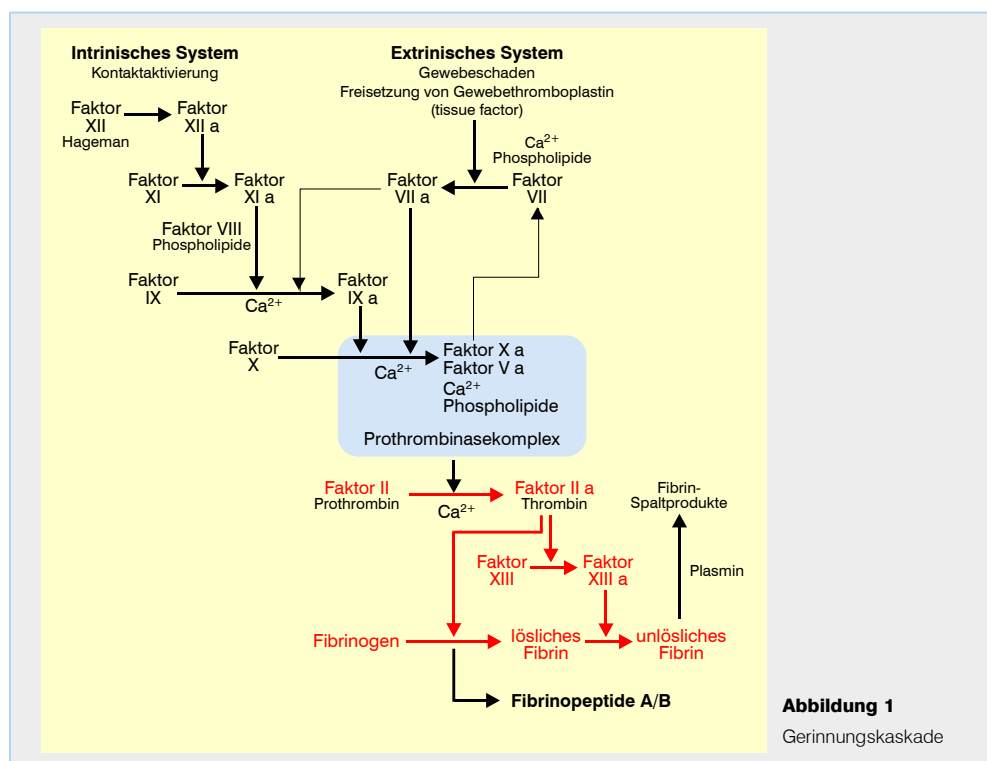 Intrinisches System
Kontaktaktivierung
Extrinisches System
Gewebeschaden
Freisetzung von Gewebethromboplastin
(tissue factor)
Faktor
XII
Hageman
Faktor
XII a
Ca²⁺
Phospholipide
Faktor
XI
Faktor
XI a
Faktor
VII a
Faktor
VII
Faktor VIII
Phospholipide
Faktor
IX
Ca²⁺
Faktor
IX a
Faktor
X
Ca²⁺
Faktor X a
Faktor V a
Ca²⁺
Phospholipide
Prothrombinasekomplex
Faktor II
Prothrombin
Ca²⁺
Faktor II a
Thrombin
Fibrin-
Spaltprodukte
Faktor
XIII
Faktor
XIII a
Plasmin
Fibrinogen
lösliches
Fibrin
unlösliches
Fibrin
Fibrinopeptide A/B
Abbildung 1
Gerinnungskaskade